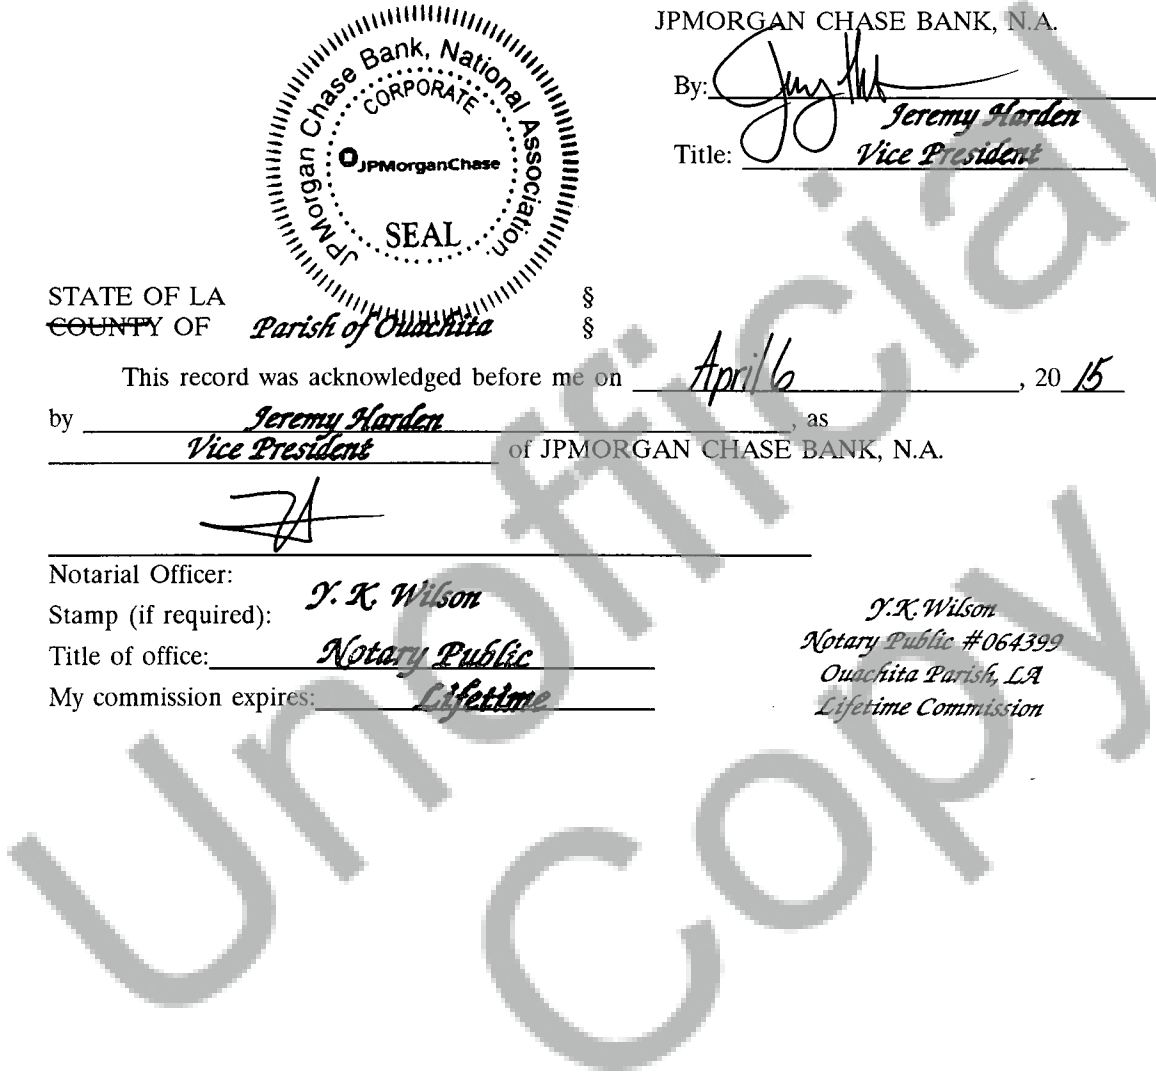 JPMorgan Chase Bank, National Association.
CORPORATE
JPMorganChase
SEAL
JPMORGAN CHASE BANK, N.A.
By:
Jeremy Harden
Title: Vice President
STATE OF LA §
COUNTY OF Parish of Ouachita §
This record was acknowledged before me on April 6, 20 15
by Jeremy Harden, as
Vice President of JPMORGAN CHASE BANK, N.A.
Notarial Officer:
Y. K. Wilson
Stamp (if required):
Title of office: Notary Public
My commission expires: Lifetime
Y.K. Wilson
Notary Public #064399
Ouachita Parish, LA
Lifetime Commission
Unofficial
Copy